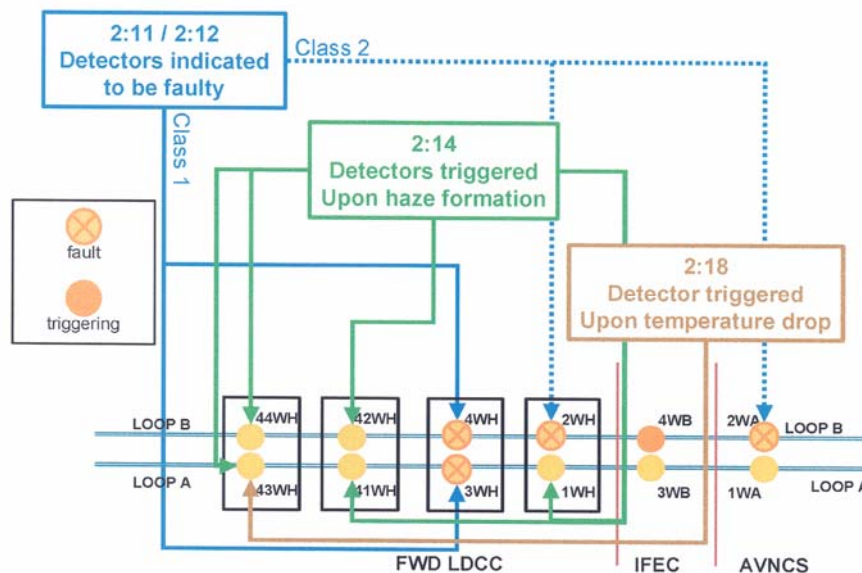 2:11 / 2:12
Detectors indicated
to be faulty
Class 2
Class 1
2:14
Detectors triggered
Upon haze formation
fault
triggering
2:18
Detector triggered
Upon temperature drop
44WH
42WH
4WH
2WH
4WB
2WA
LOOP B
LOOP B
LOOP A
LOOP A
43WH
41WH
3WH
1WH
3WB
1WA
FWD LDCC
IFEC
AVNCS